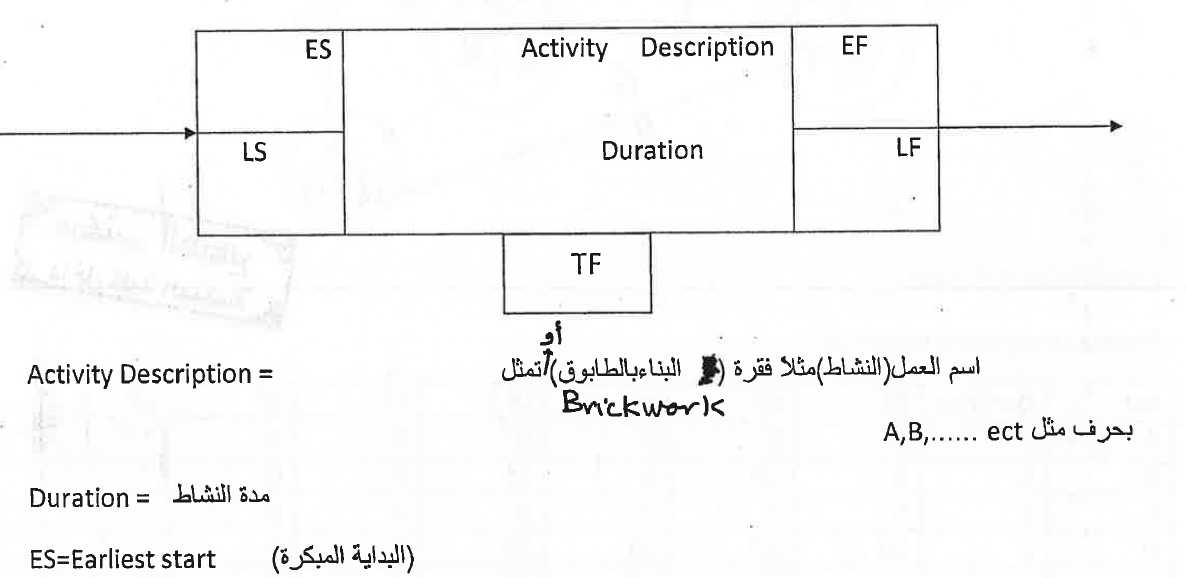 ES Activity Description EF
LS Duration LF
TF
أو
Activity Description = اسم العمل(النشاط)مثلا فقرة ( البناءبالطابوق)تمثل
Brickwork
بحرف مثل A,B,...... ect
Duration = مدة النشاط
ES=Earliest start (البداية المبكرة)